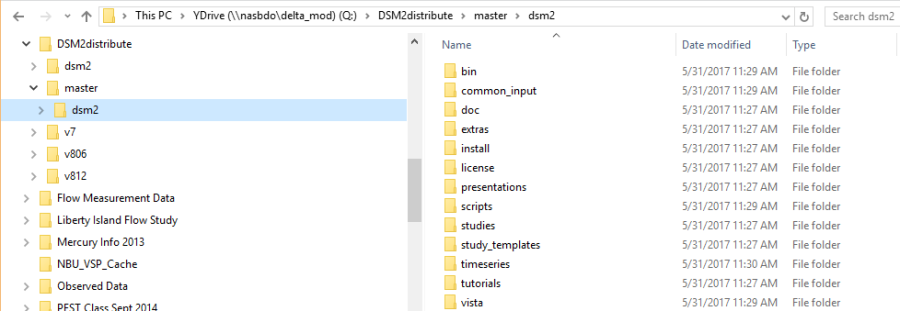 This PC > YDrive (\\nasbdo\delta_mod) (Q:) > DSM2distribute > master > dsm2
Search dsm2
DSM2distribute
dsm2
master
dsm2
v7
v806
v812
Flow Measurement Data
Liberty Island Flow Study
Mercury Info 2013
NBU_VSP_Cache
Observed Data
PEST Class Sept 2014
Name Date modified Type
bin 5/31/2017 11:29 AM File folder
common_input 5/31/2017 11:29 AM File folder
doc 5/31/2017 11:27 AM File folder
extras 5/31/2017 11:27 AM File folder
install 5/31/2017 11:27 AM File folder
license 5/31/2017 11:27 AM File folder
presentations 5/31/2017 11:27 AM File folder
scripts 5/31/2017 11:29 AM File folder
studies 5/31/2017 11:27 AM File folder
study_templates 5/31/2017 11:27 AM File folder
timeseries 5/31/2017 11:30 AM File folder
tutorials 5/31/2017 11:27 AM File folder
vista 5/31/2017 11:29 AM File folder